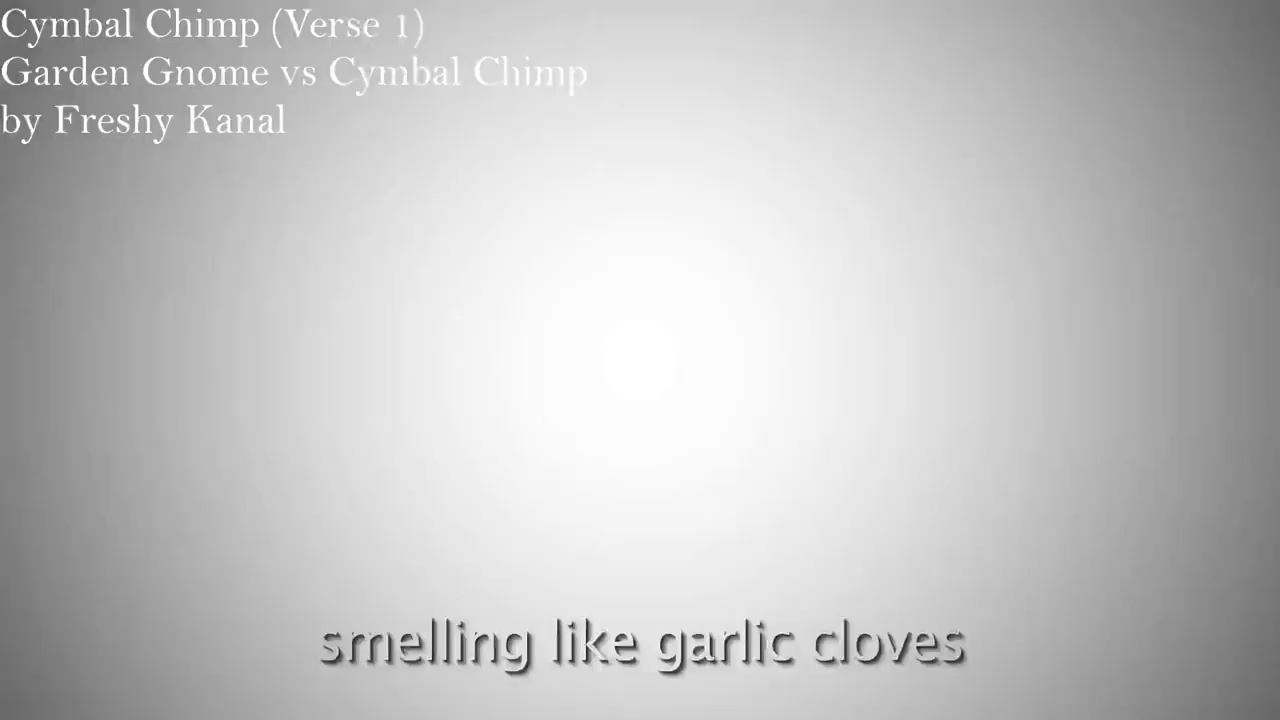 Cymbal Chimp (Verse 1)
Garden Gnome vs Cymbal Chimp
by Freshy Kanal
smelling like garlic cloves